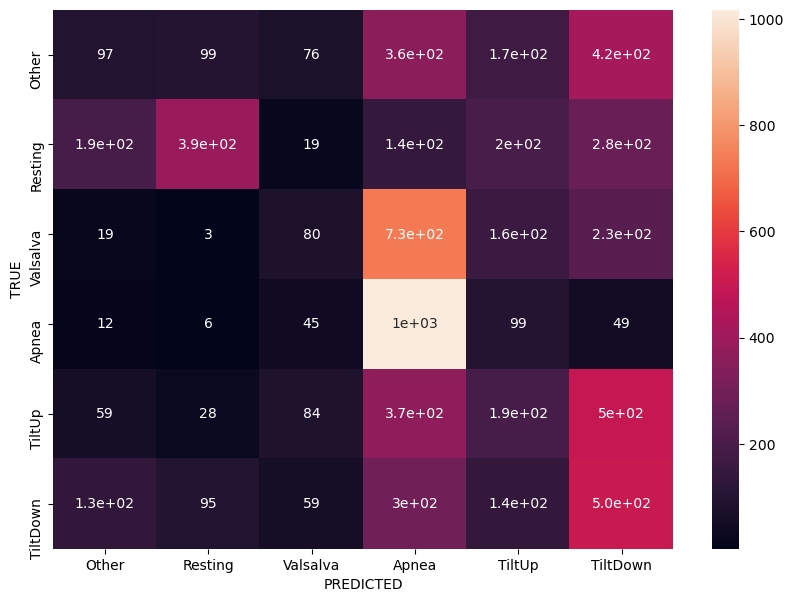 TRUE
Other 97 99 76 3.6e+02 1.7e+02 4.2e+02
Resting 1.9e+02 3.9e+02 19 1.4e+02 2e+02 2.8e+02
Valsalva 19 3 80 7.3e+02 1.6e+02 2.3e+02
Apnea 12 6 45 1e+03 99 49
TiltUp 59 28 84 3.7e+02 1.9e+02 5e+02
TiltDown 1.3e+02 95 59 3e+02 1.4e+02 5.0e+02
Other Resting Valsalva Apnea TiltUp TiltDown
PREDICTED
1000
800
600
400
200